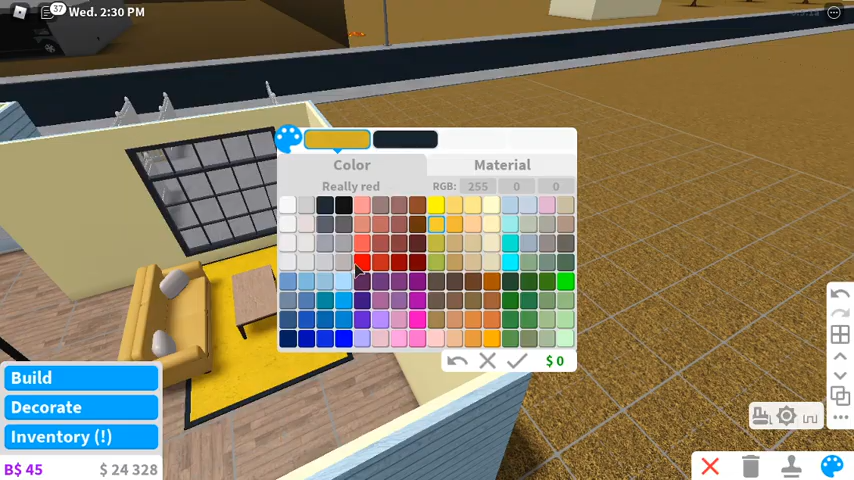 37 Wed. 2:30 PM
Color
Material
Really red
RGB: 255 0 0
$ 0
Build
Decorate
Inventory (!)
B$ 45
$ 24 328